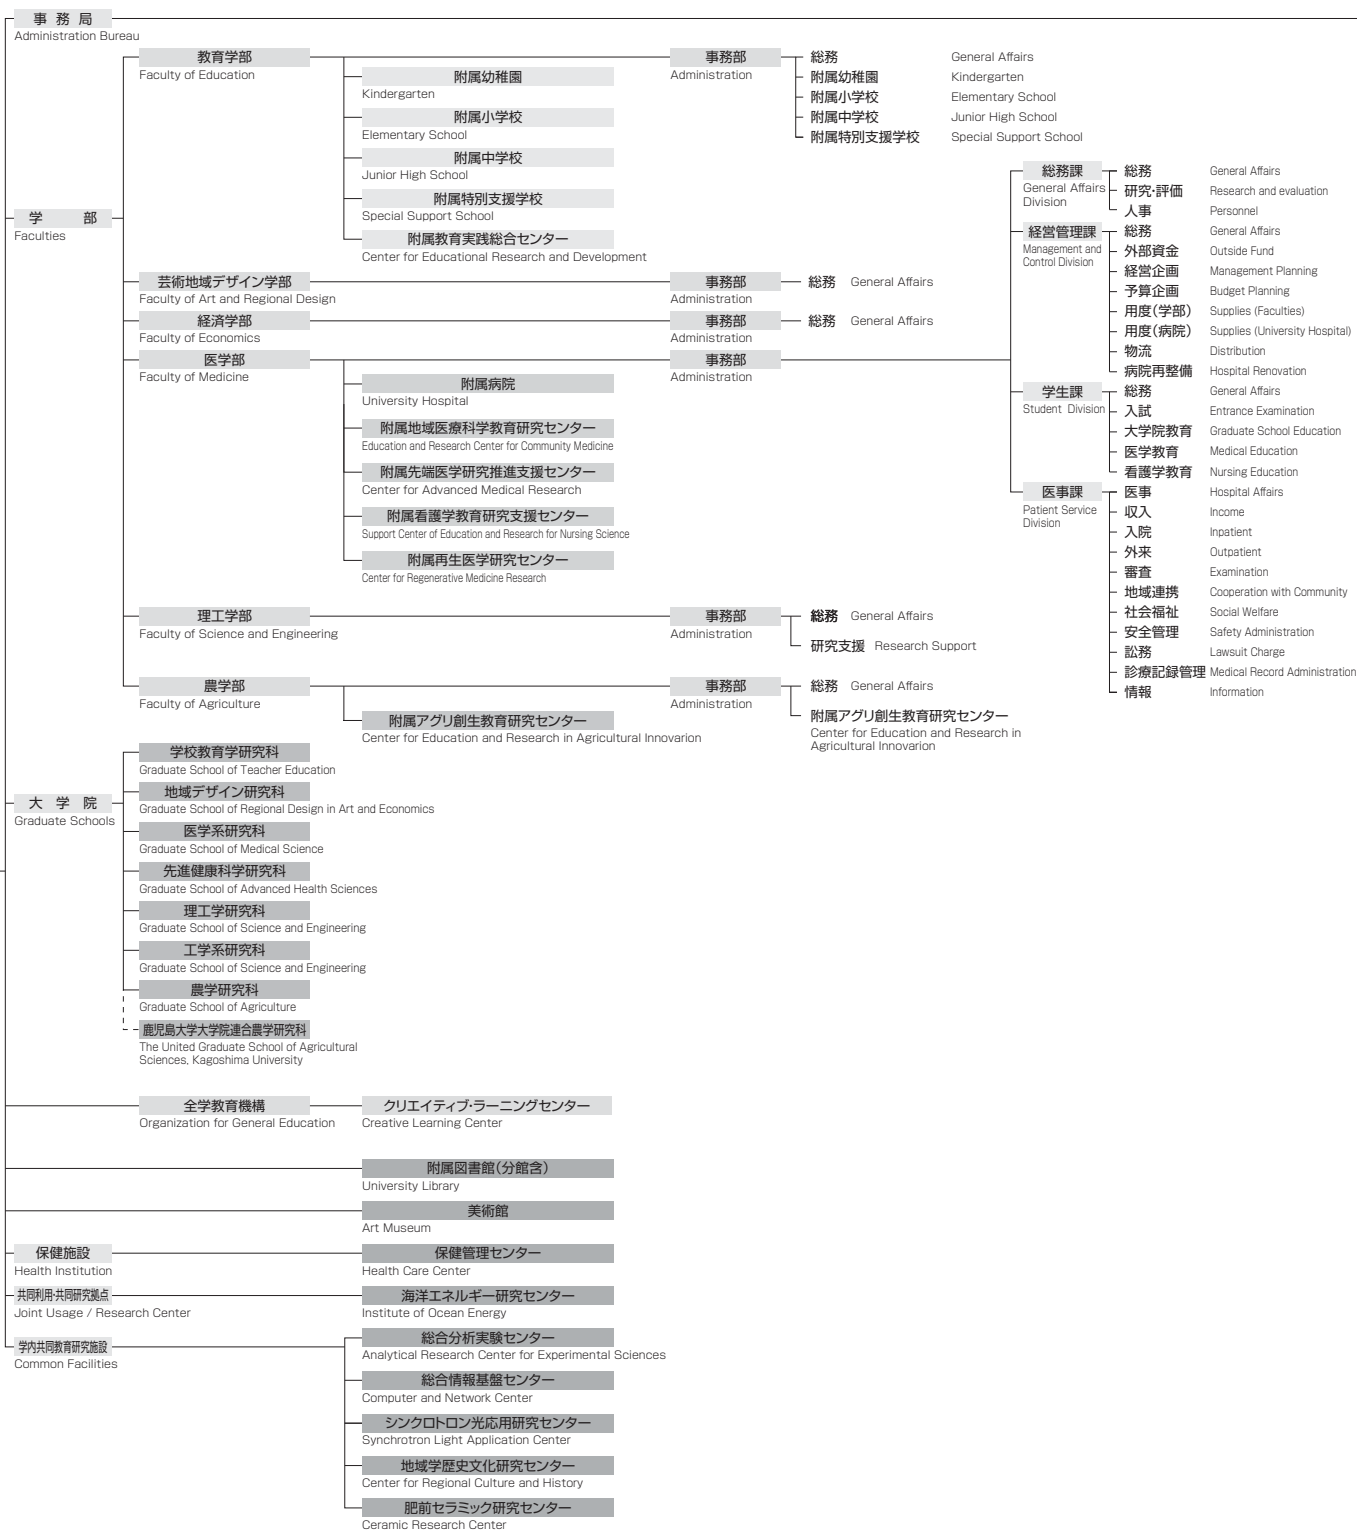 事務局
Administration Bureau
教育学部
Faculty of Education
附属幼稚園
Kindergarten
附属小学校
Elementary School
附属中学校
Junior High School
附属特別支援学校
Special Support School
附属教育実践総合センター
Center for Educational Research and Development
事務部
Administration
総務 General Affairs
附属幼稚園 Kindergarten
附属小学校 Elementary School
附属中学校 Junior High School
附属特別支援学校 Special Support School
学部
Faculties
芸術地域デザイン学部
Faculty of Art and Regional Design
事務部
Administration
総務 General Affairs
経済学部
Faculty of Economics
事務部
Administration
総務 General Affairs
医学部
Faculty of Medicine
附属病院
University Hospital
附属地域医療科学教育研究センター
Education and Research Center for Community Medicine
附属先端医学研究推進支援センター
Center for Advanced Medical Research
附属看護学教育研究支援センター
Support Center of Education and Research for Nursing Science
附属再生医学研究センター
Center for Regenerative Medicine Research
事務部
Administration
総務課
General Affairs
Division
総務 General Affairs
研究・評価 Research and evaluation
人事 Personnel
経営管理課
Management and
Control Division
総務 General Affairs
外部資金 Outside Fund
経営企画 Management Planning
予算企画 Budget Planning
用度(学部) Supplies (Faculties)
用度(病院) Supplies (University Hospital)
物流 Distribution
病院再整備 Hospital Renovation
学生課
Student Division
総務 General Affairs
入試 Entrance Examination
大学院教育 Graduate School Education
医学教育 Medical Education
看護学教育 Nursing Education
医事課
Patient Service
Division
医事 Hospital Affairs
収入 Income
入院 Inpatient
外来 Outpatient
審査 Examination
地域連携 Cooperation with Community
社会福祉 Social Welfare
安全管理 Safety Administration
訟務 Lawsuit Charge
診療記録管理 Medical Record Administration
情報 Information
理工学部
Faculty of Science and Engineering
事務部
Administration
総務 General Affairs
研究支援 Research Support
農学部
Faculty of Agriculture
附属アグリ創生教育研究センター
Center for Education and Research in Agricultural Innovarion
事務部
Administration
総務 General Affairs
附属アグリ創生教育研究センター
Center for Education and Research in
Agricultural Innovarion
大学院
Graduate Schools
学校教育学研究科
Graduate School of Teacher Education
地域デザイン研究科
Graduate School of Regional Design in Art and Economics
医学系研究科
Graduate School of Medical Science
先進健康科学研究科
Graduate School of Advanced Health Sciences
理工学研究科
Graduate School of Science and Engineering
工学系研究科
Graduate School of Science and Engineering
農学研究科
Graduate School of Agriculture
鹿児島大学大学院連合農学研究科
The United Graduate School of Agricultural
Sciences, Kagoshima University
全学教育機構
Organization for General Education
クリエイティブ・ラーニングセンター
Creative Learning Center
附属図書館(分館含)
University Library
美術館
Art Museum
保健施設
Health Institution
保健管理センター
Health Care Center
共同利用・共同研究拠点
Joint Usage / Research Center
海洋エネルギー研究センター
Institute of Ocean Energy
学内共同教育研究施設
Common Facilities
総合分析実験センター
Analytical Research Center for Experimental Sciences
総合情報基盤センター
Computer and Network Center
シンクロトロン光応用研究センター
Synchrotron Light Application Center
地域学歴史文化研究センター
Center for Regional Culture and History
肥前セラミック研究センター
Ceramic Research Center